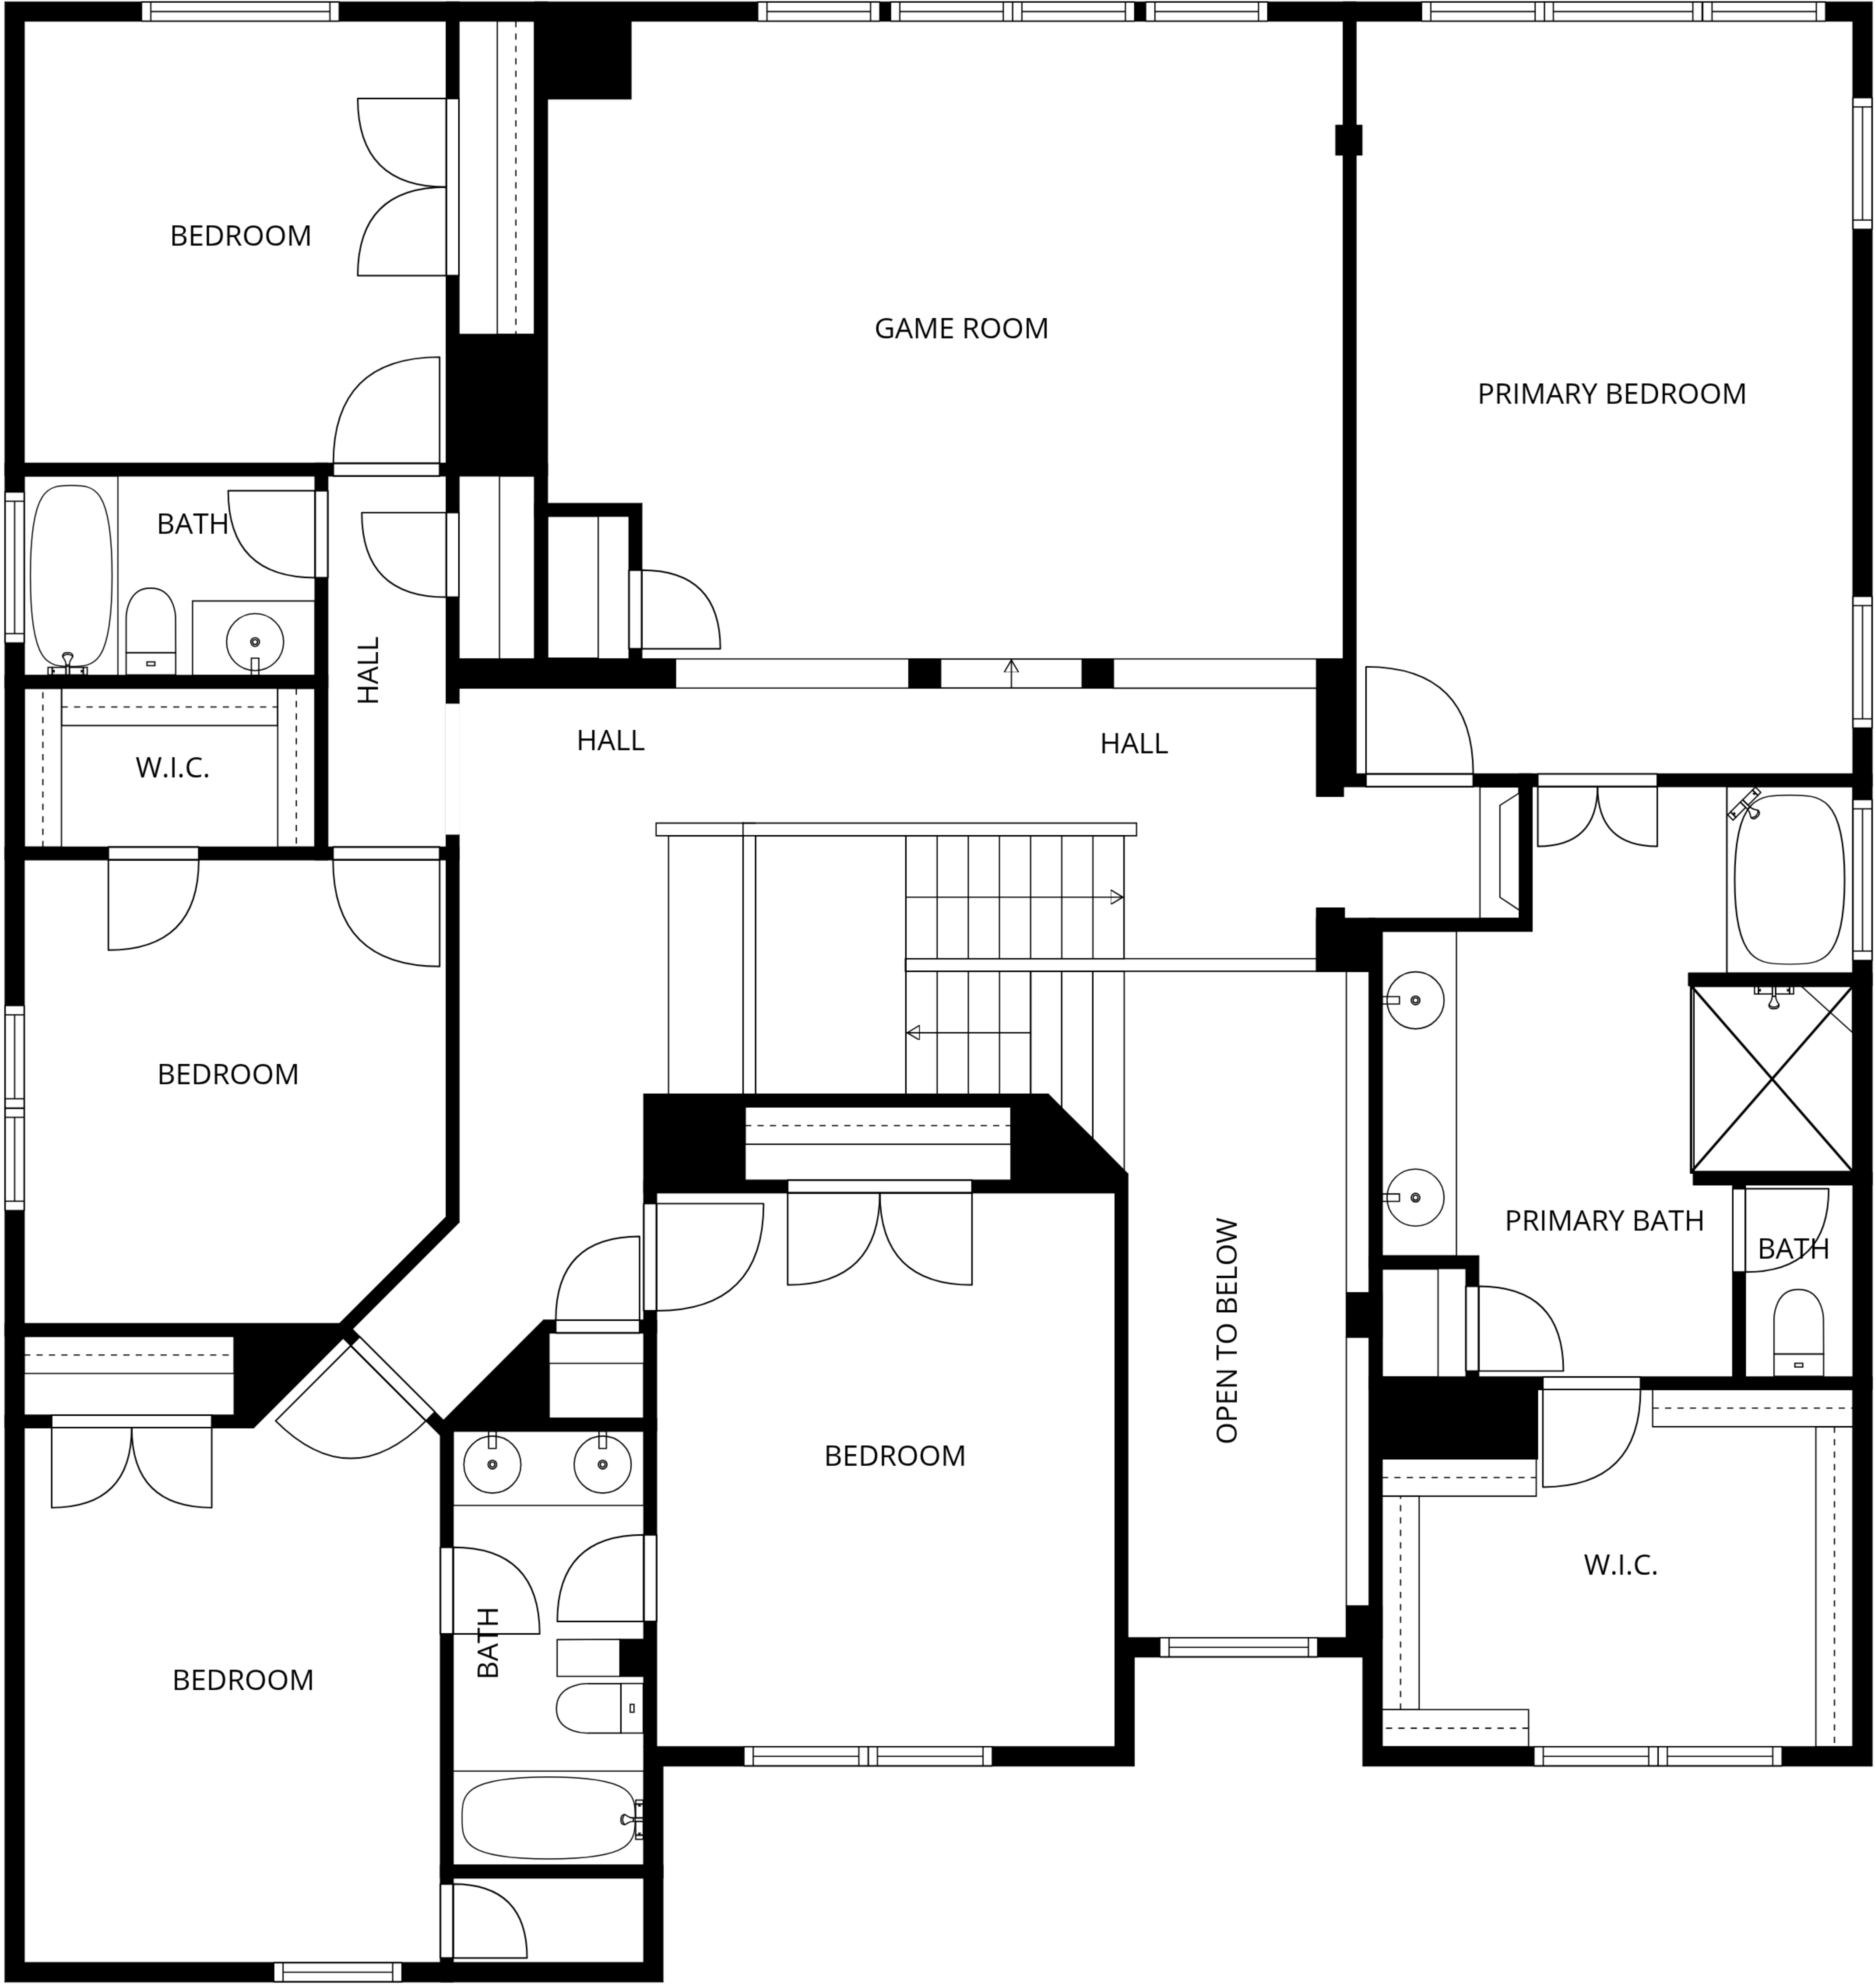 BEDROOM
GAME ROOM
PRIMARY BEDROOM
BATH
HALL
W.I.C.
HALL
HALL
BEDROOM
PRIMARY BATH
BATH
OPEN TO BELOW
BEDROOM
W.I.C.
BATH
BEDROOM